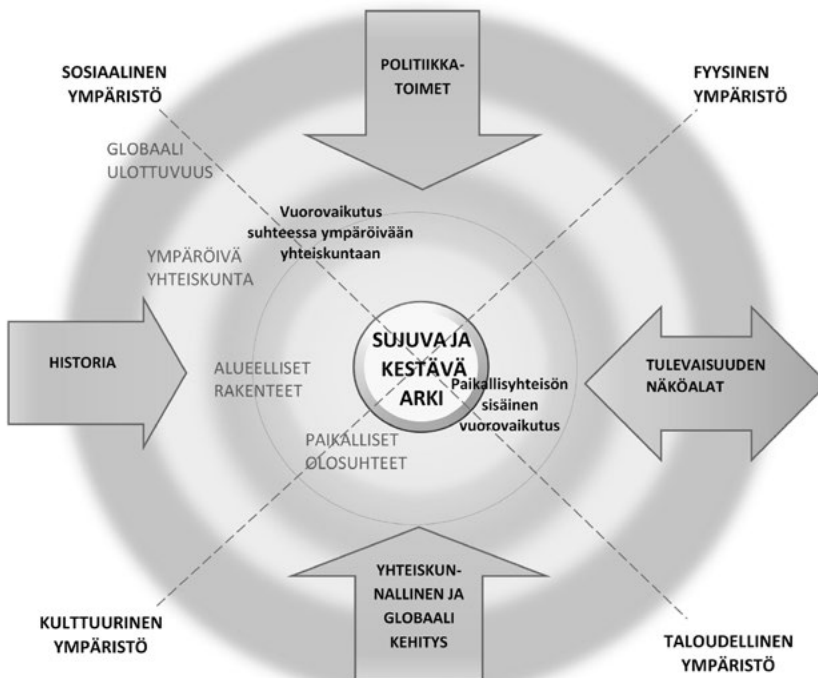 SOSIAALINEN
YMPÄRISTÖ
POLITIIKKA-
TOIMET
FYYSINEN
YMPÄRISTÖ
GLOBAALI
ULOTTUVUUS
Vuorovaikutus
suhteessa ympäröivään
yhteiskuntaan
YMPÄRÖIVÄ
YHTEISKUNTA
HISTORIA
ALUEELLISET
RAKENTEET
SUJUVA JA
KESTÄVÄ
ARKI
Paikallisyhteisön
sisäinen
vuorovaikutus
TULEVAISUUDEN
NÄKÖALAT
PAIKALLISET
OLOSUHTEET
KULTTUURINEN
YMPÄRISTÖ
YHTEISKUN-
NALLINEN JA
GLOBAALI
KEHITYS
TALOUDELLINEN
YMPÄRISTÖ